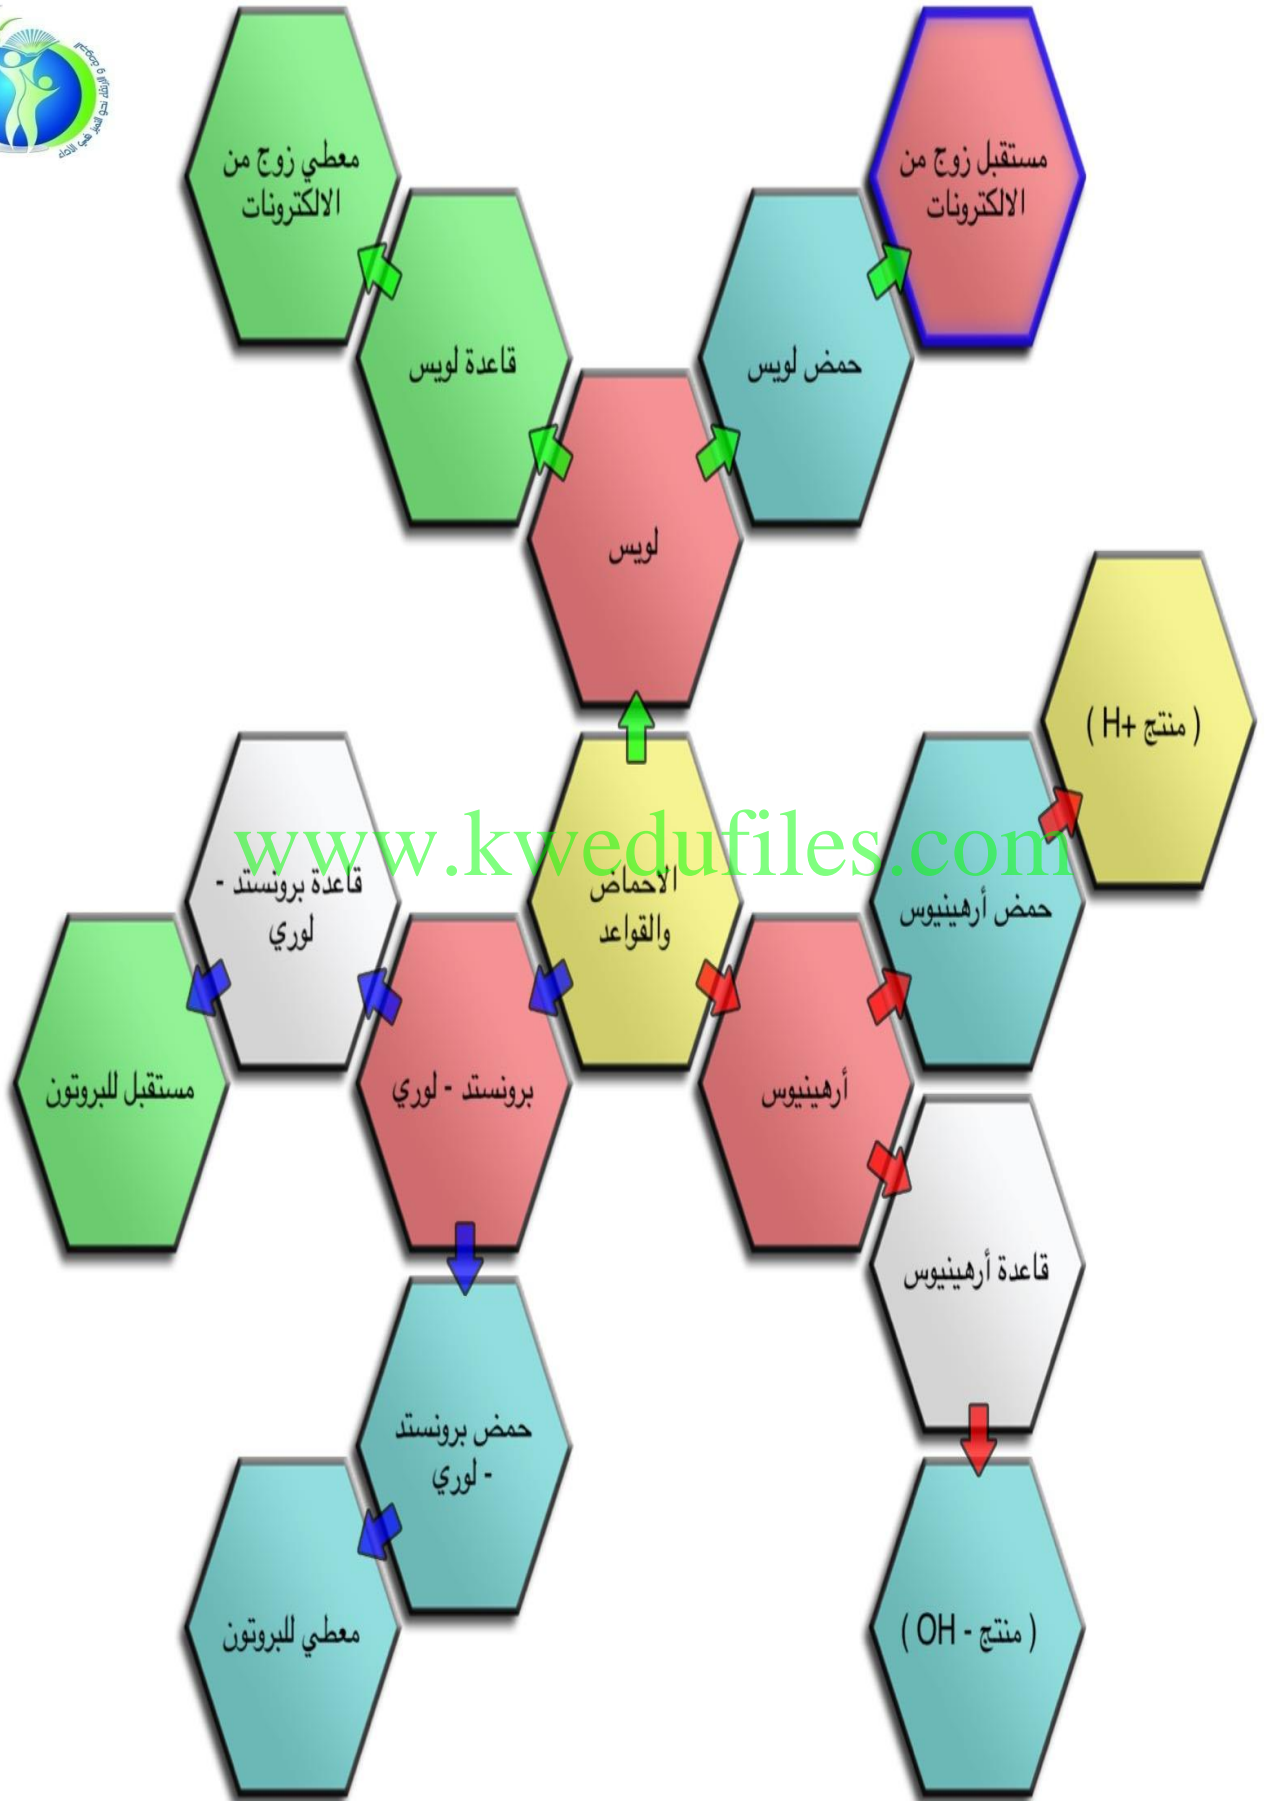 معطي زوج من
الالكترونات
مستقبل زوج من
الالكترونات
قاعدة لويس
حمض لويس
لويس
( منتج H+ )
www.kwedufiles.com
قاعدة برونستد -
لوري
الاحماض
والقواعد
حمض أرهينيوس
مستقبل للبروتون
برونستد - لوري
أرهينيوس
قاعدة أرهينيوس
حمض برونستد
- لوري
معطي للبروتون
( منتج - OH )